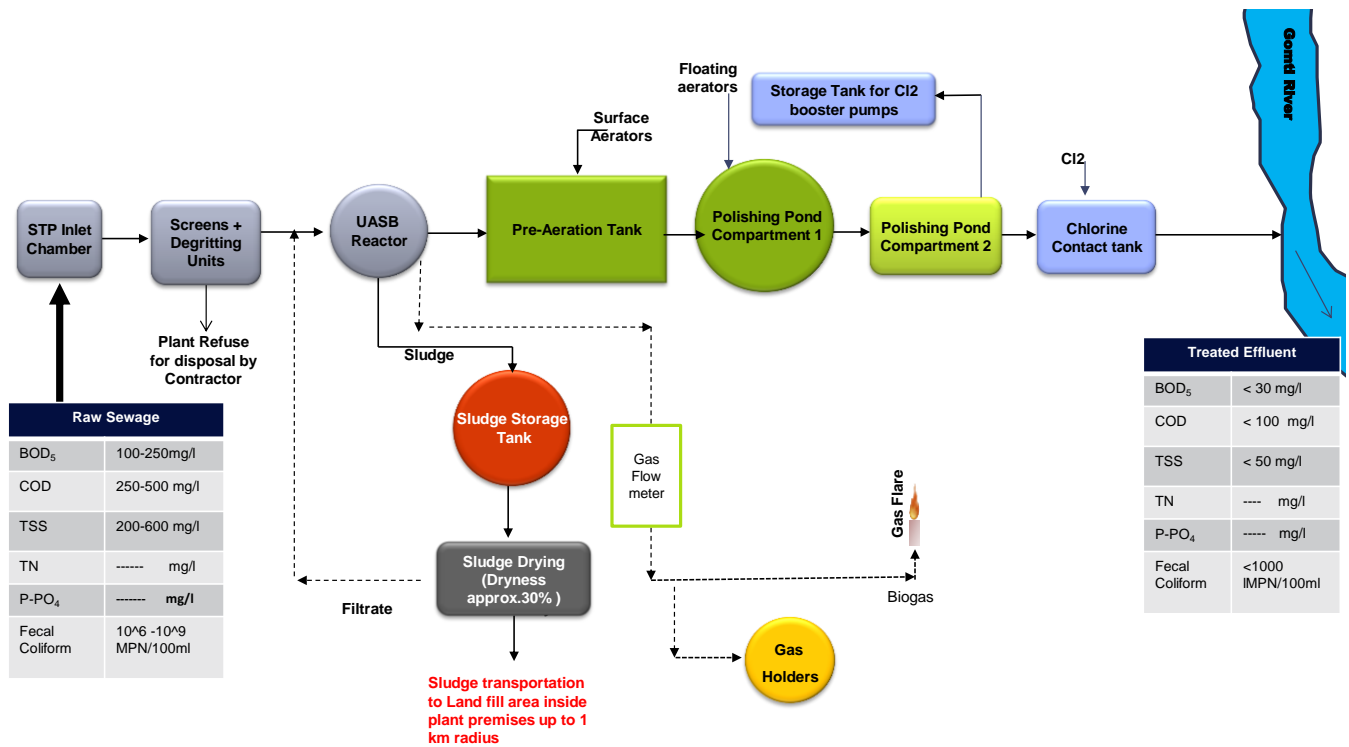 Gomti River
Floating
aerators
Storage Tank for Cl2
booster pumps
Surface
Aerators
Cl2
STP Inlet
Chamber
Screens +
Degritting
Units
UASB
Reactor
Pre-Aeration Tank
Polishing Pond
Compartment 1
Polishing Pond
Compartment 2
Chlorine
Contact tank
Plant Refuse
for disposal by
Contractor
Sludge
Raw Sewage
BOD5 100-250mg/l
COD 250-500 mg/l
TSS 200-600 mg/l
TN ------ mg/l
P-PO4 ------- mg/l
Fecal
Coliform
10^6 -10^9
MPN/100ml
Sludge Storage
Tank
Gas
Flow
meter
Gas Flare
Sludge Drying
(Dryness
approx.30% )
Filtrate
Biogas
Gas
Holders
Sludge transportation
to Land fill area inside
plant premises up to 1
km radius
Treated Effluent
BOD5 < 30 mg/l
COD < 100 mg/l
TSS < 50 mg/l
TN ---- mg/l
P-PO4 ----- mg/l
Fecal
Coliform
<1000
lMPN/100ml